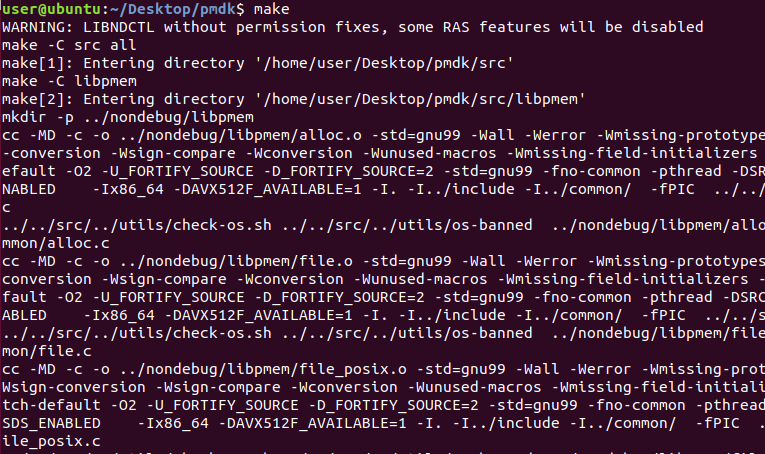 user@ubuntu:~/Desktop/pmdk$ make
WARNING: LIBNDCTL without permission fixes, some RAS features will be disabled
make -C src all
make[1]: Entering directory '/home/user/Desktop/pmdk/src'
make -C libpmem
make[2]: Entering directory '/home/user/Desktop/pmdk/src/libpmem'
mkdir -p ../nondebug/libpmem
cc -MD -c -o ../nondebug/libpmem/alloc.o -std=gnu99 -Wall -Werror -Wmissing-prototype
-conversion -Wsign-compare -Wconversion -Wunused-macros -Wmissing-field-initializers
efault -O2 -U_FORTIFY_SOURCE -D_FORTIFY_SOURCE=2 -std=gnu99 -fno-common -pthread -DSR
NABLED    -Ix86_64 -DAVX512F_AVAILABLE=1 -I. -I../include -I../common/  -fPIC  ../../
c
../../src/../utils/check-os.sh ../../src/../utils/os-banned  ../nondebug/libpmem/allo
mmon/alloc.c
cc -MD -c -o ../nondebug/libpmem/file.o -std=gnu99 -Wall -Werror -Wmissing-prototypes
conversion -Wsign-compare -Wconversion -Wunused-macros -Wmissing-field-initializers -
fault -O2 -U_FORTIFY_SOURCE -D_FORTIFY_SOURCE=2 -std=gnu99 -fno-common -pthread -DSRC
ABLED    -Ix86_64 -DAVX512F_AVAILABLE=1 -I. -I../include -I../common/  -fPIC  ../../s
../../src/../utils/check-os.sh ../../src/../utils/os-banned  ../nondebug/libpmem/file
mon/file.c
cc -MD -c -o ../nondebug/libpmem/file_posix.o -std=gnu99 -Wall -Werror -Wmissing-prot
Wsign-conversion -Wsign-compare -Wconversion -Wunused-macros -Wmissing-field-initiali
tch-default -O2 -U_FORTIFY_SOURCE -D_FORTIFY_SOURCE=2 -std=gnu99 -fno-common -pthread
SDS_ENABLED    -Ix86_64 -DAVX512F_AVAILABLE=1 -I. -I../include -I../common/  -fPIC  .
ile_posix.c